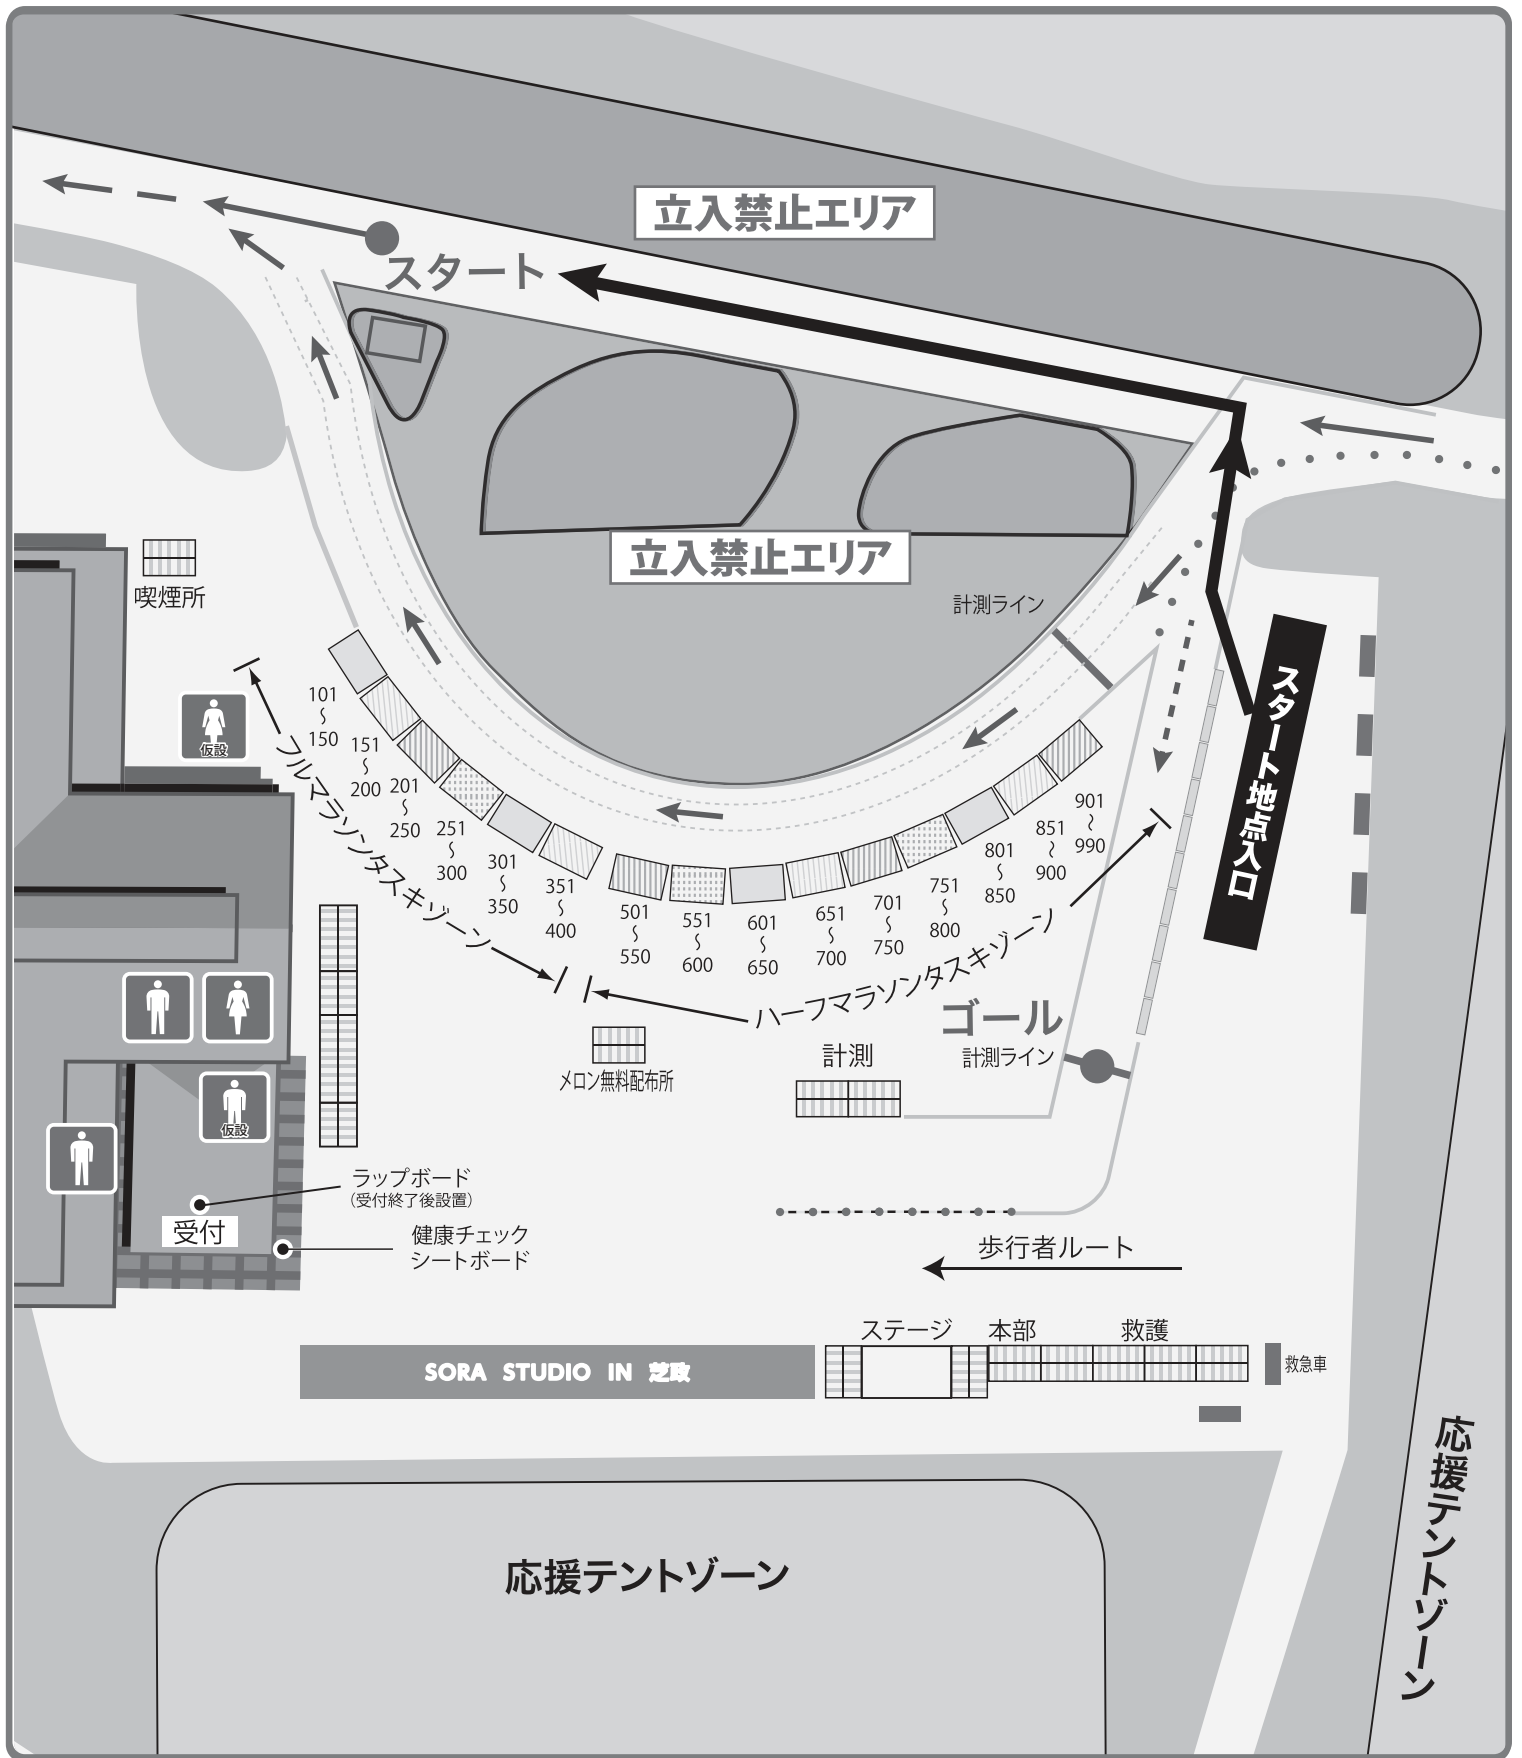 立入禁止エリア
スタート
立入禁止エリア
計測ライン
喫煙所
仮設
スタート地点入口
101
〜
150
151
〜
200
201
〜
250
251
〜
300
301
〜
350
351
〜
400
501
〜
550
551
〜
600
601
〜
650
651
〜
700
701
〜
750
751
〜
800
801
〜
850
851
〜
900
901
〜
990
フルマラソンタスキゾーン
ハーフマラソンタスキゾーン
ゴール
計測ライン
計測
メロン無料配布所
仮設
ラップボード
（受付終了後設置）
受付
健康チェック
シートボード
歩行者ルート
ステージ
本部
救護
救急車
SORA STUDIO IN 芝政
応援テントゾーン
応援テントゾーン